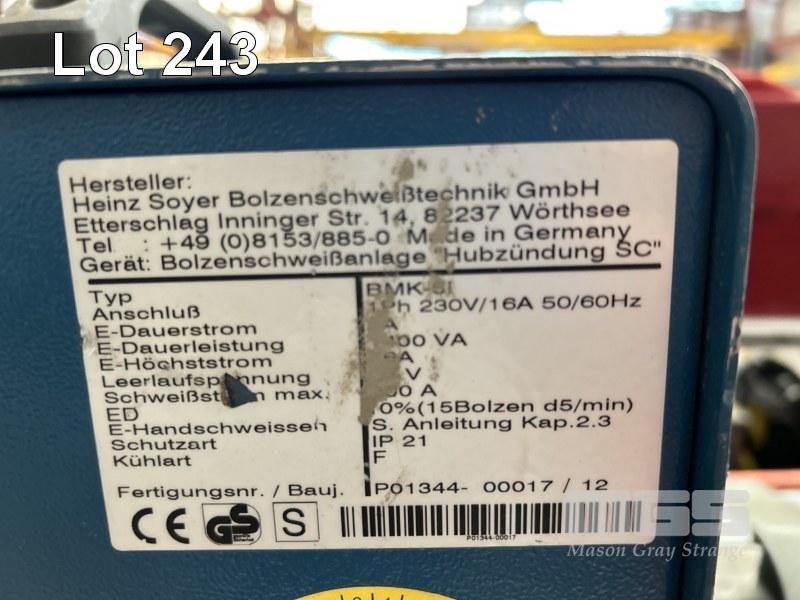 Lot 243
Hersteller:
Heinz Soyer Bolzenschweißtechnik GmbH
Etterschlag Inninger Str. 14, 82237 Wörthsee
Tel : +49 (0)8153/885-0 Made in Germany
Gerät: Bolzenschweißanlage "Hubzündung SC"
Typ
Anschluß 1Ph 230V/16A 50/60Hz
E-Dauerstrom A
E-Dauerleistung VA
E-Höchststrom A
Leerlaufspannung V
Schweißstrom max. A
ED (15Bolzen d5/min)
E-Handschweissen S. Anleitung Kap.2.3
Schutzart IP 21
Kühlart F
Fertigungsnr. / Bauj. P01344- 00017 / 12
CE GS geprüfte Sicherheit S
P01344-00017
MGS
Mason Gray Strange